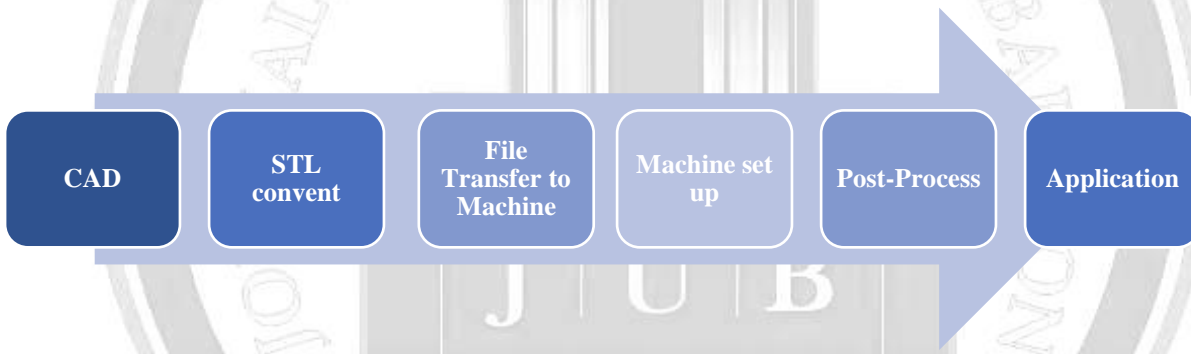 CAD
STL
convent
File
Transfer to
Machine
Machine set
up
Post-Process
Application
J U B